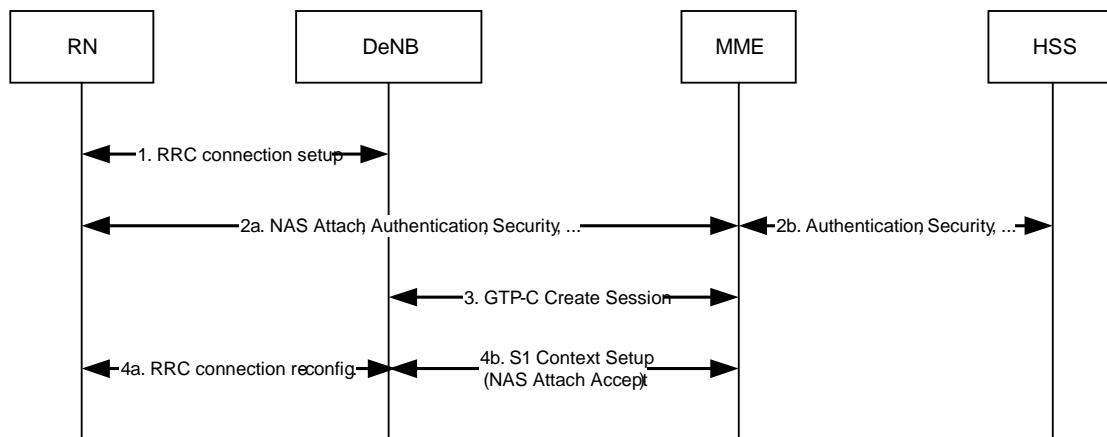 RN
DeNB
MME
HSS
1. RRC connection setup
2a. NAS Attach, Authentication, Security, ...
2b. Authentication, Security, ...
3. GTP-C Create Session
4a. RRC connection reconfig.
4b. S1 Context Setup
(NAS Attach Accept)